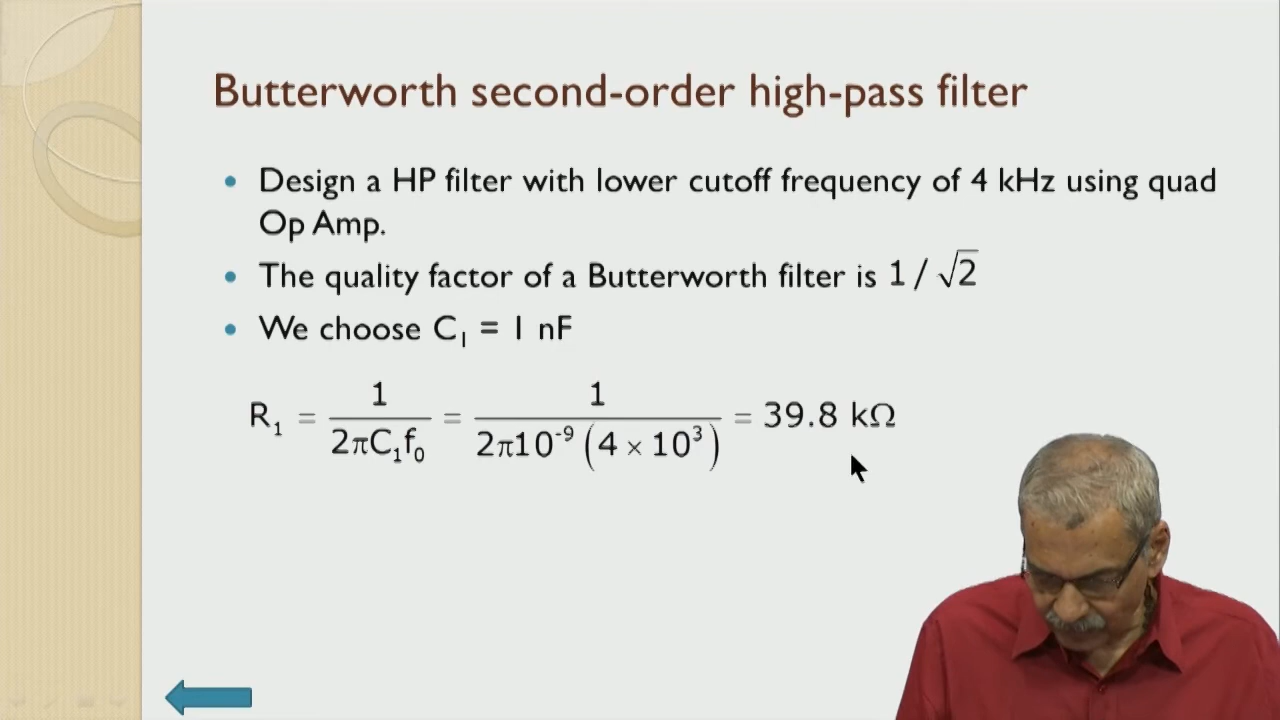 Butterworth second-order high-pass filter
• Design a HP filter with lower cutoff frequency of 4 kHz using quad
Op Amp.
• The quality factor of a Butterworth filter is 1 / √2
• We choose C₁ = 1 nF
R₁ = 1 / (2πC₁f₀) = 1 / (2π10⁻⁹ (4 × 10³)) = 39.8 kΩ